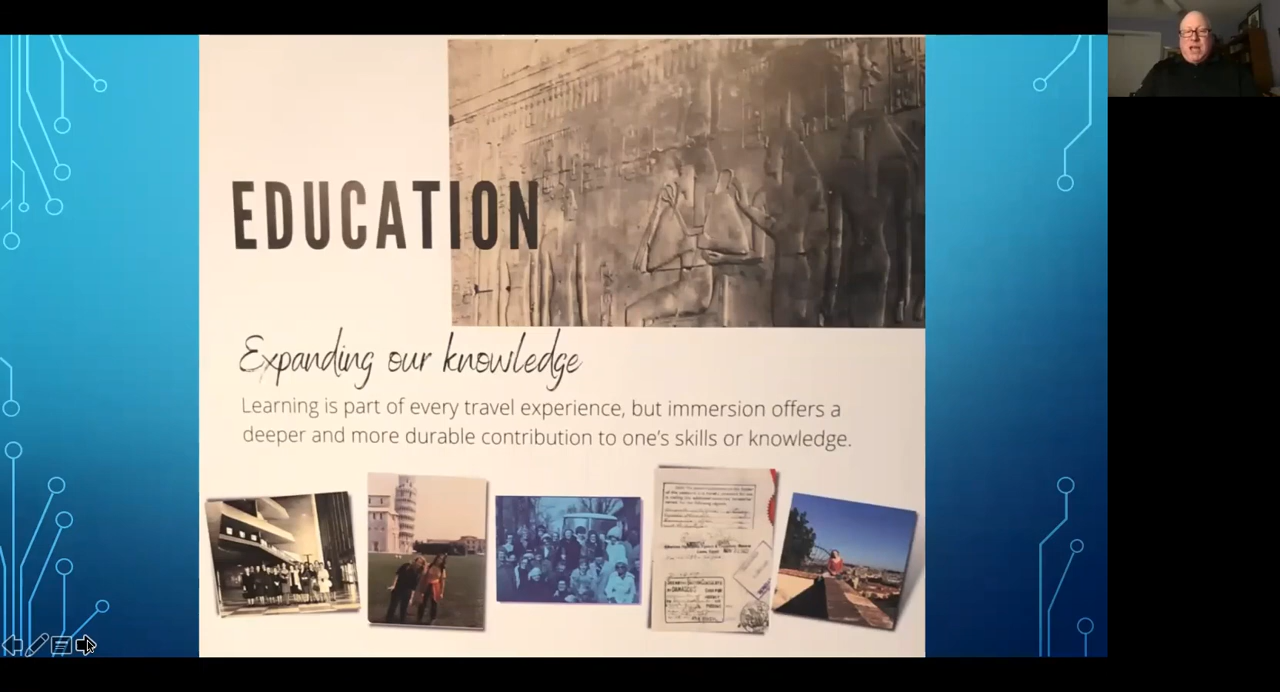 EDUCATION
Expanding our knowledge
Learning is part of every travel experience, but immersion offers a
deeper and more durable contribution to one's skills or knowledge.